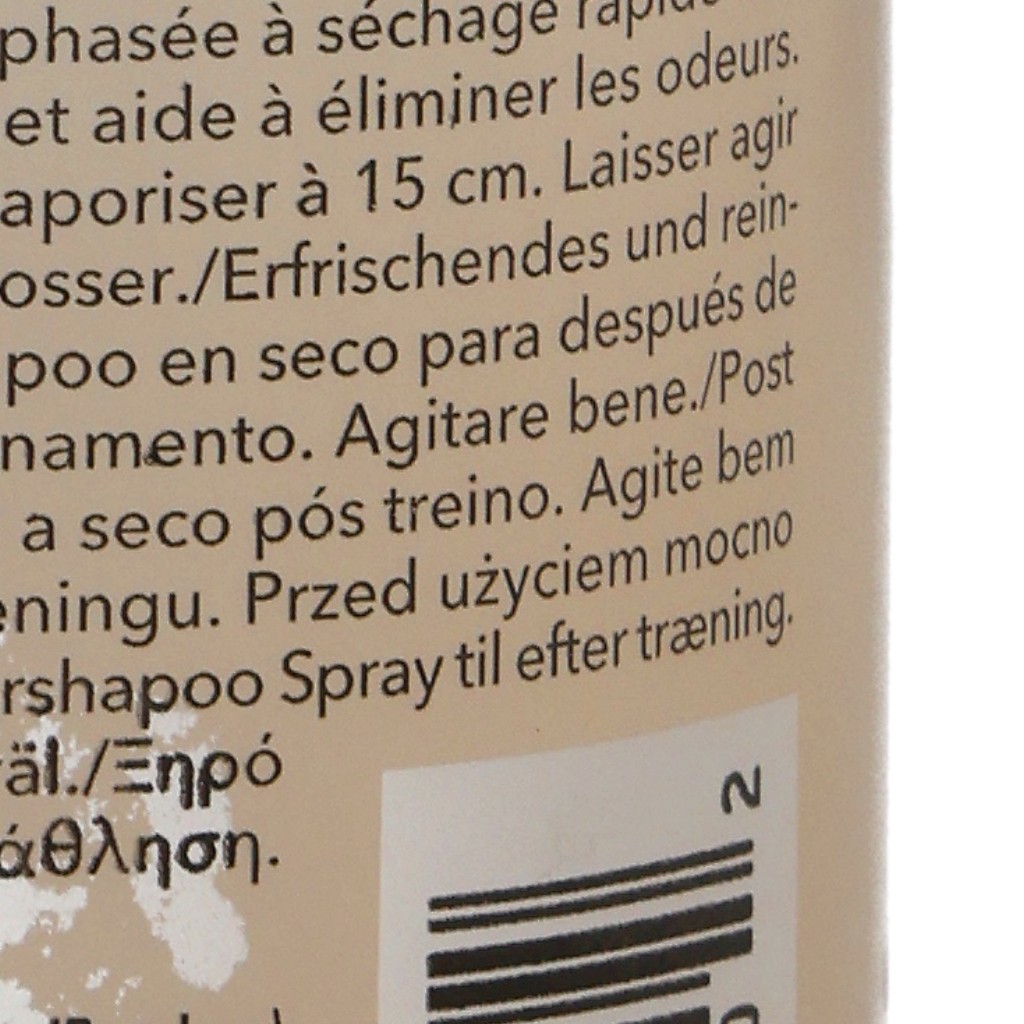 phasée à séchage rapide
et aide à éliminer les odeurs.
aporiser à 15 cm. Laisser agir
osser./Erfrischendes und rein-
poo en seco para después de
namento. Agitare bene./Post
a seco pós treino. Agite bem
eningu. Przed użyciem mocno
rshapoo Spray til efter træning.
äl./Ξηρό
άθληση.
2